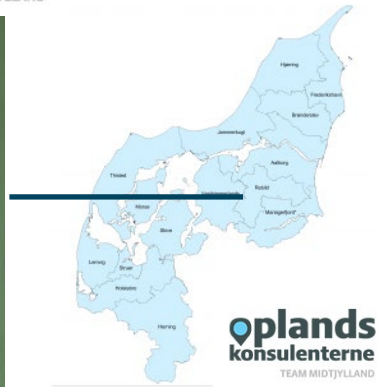 Hjørring
Frederikshavn
Brønderslev
Jammerbugt
Aalborg
Thisted
Rebild
Morsø
Mariagerfjord
Skive
Lemvig
Struer
Holstebro
Herning
oplands
konsulenterne
TEAM MIDTJYLLAND